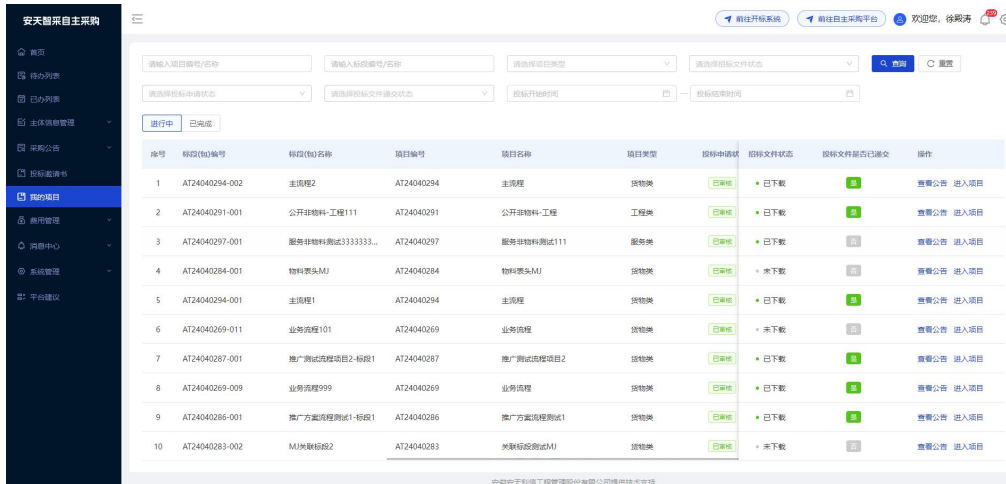 安天智采自主采购
前往开标系统 前往自主采购平台 欢迎您，徐殿涛 259
首页
待办列表
已办列表
主体信息管理
采购公告
投标邀请书
我的项目
费用管理
消息中心
系统管理
平台建议
请输入项目编号/名称 请输入标段编号/名称 请选择项目类型 请选择招标文件状态 查询 重置
请选择投标申请状态 请选择投标文件递交状态 投标开始时间 — 投标结束时间
进行中 已完成
序号 标段(包)编号 标段(包)名称 项目编号 项目名称 项目类型 投标申请状 招标文件状态 投标文件是否已递交 操作
1 AT24040294-002 主流程2 AT24040294 主流程 货物类 已审核 已下载 是 查看公告 进入项目
2 AT24040291-001 公开非物料-工程111 AT24040291 公开非物料-工程 工程类 已审核 已下载 是 查看公告 进入项目
3 AT24040297-001 服务非物料测试3333333... AT24040297 服务非物料测试111 服务类 已审核 已下载 否 查看公告 进入项目
4 AT24040284-001 物料表头MJ AT24040284 物料表头MJ 货物类 已审核 未下载 否 查看公告 进入项目
5 AT24040294-001 主流程1 AT24040294 主流程 货物类 已审核 已下载 是 查看公告 进入项目
6 AT24040269-011 业务流程101 AT24040269 业务流程 货物类 已审核 未下载 否 查看公告 进入项目
7 AT24040287-001 推广测试流程项目2-标段1 AT24040287 推广测试流程项目2 货物类 已审核 已下载 是 查看公告 进入项目
8 AT24040269-009 业务流程999 AT24040269 业务流程 货物类 已审核 已下载 是 查看公告 进入项目
9 AT24040286-001 推广方案流程测试1-标段1 AT24040286 推广方案流程测试1 货物类 已审核 已下载 是 查看公告 进入项目
10 AT24040283-002 MJ关联标段2 AT24040283 关联标段测试MJ 货物类 已审核 未下载 否 查看公告 进入项目
安徽安天利信工程管理股份有限公司提供技术支持